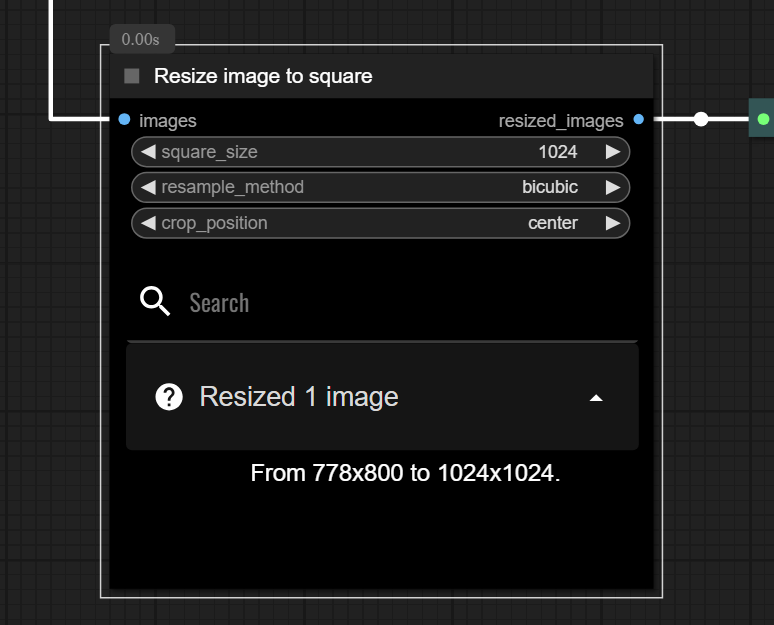 0.00s
Resize image to square
images resized_images
square_size 1024
resample_method bicubic
crop_position center
Search
Resized 1 image
From 778x800 to 1024x1024.